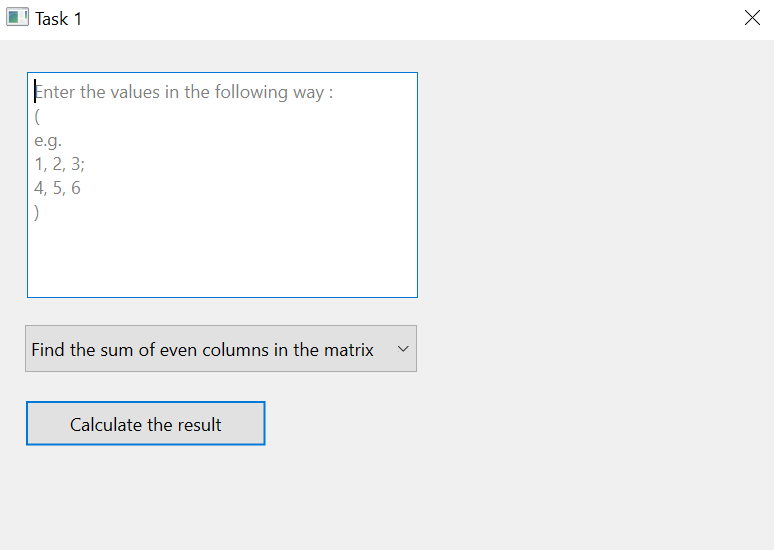 Task 1
Enter the values in the following way :
(
e.g.
1, 2, 3;
4, 5, 6
)
Find the sum of even columns in the matrix
Calculate the result